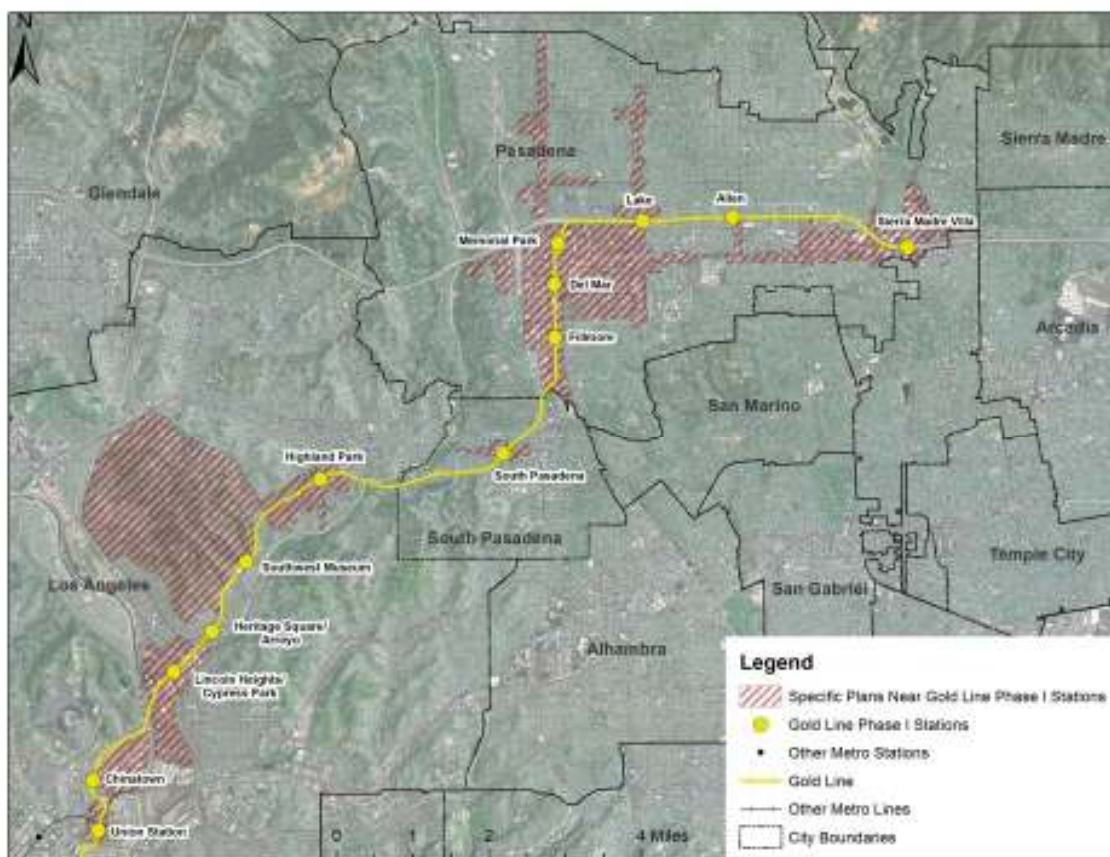 N
Sierra Madre
Pasadena
Glendale
Lake
Allen
Sierra Madre Villa
Memorial Park
Del Mar
Fillmore
Arcadia
San Marino
Highland Park
South Pasadena
South Pasadena
Temple City
Southwest Museum
Los Angeles
San Gabriel
Heritage Square/
Arroyo
Alhambra
Lincoln Heights/
Cypress Park
Chinatown
Union Station
0 1 2 4 Miles
Legend
Specific Plans Near Gold Line Phase I Stations
Gold Line Phase I Stations
Other Metro Stations
Gold Line
Other Metro Lines
City Boundaries